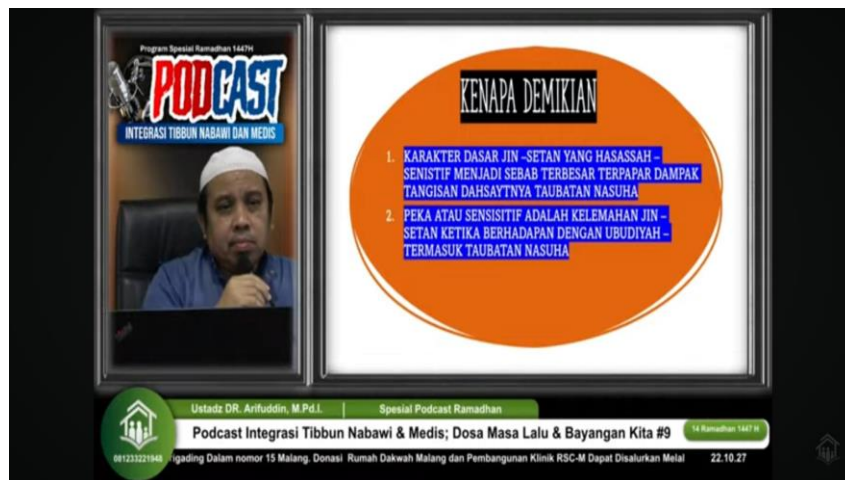 Program Spesial Ramadhan 1447H
PODCAST
INTEGRASI TIBBUN NABAWI DAN MEDIS
KENAPA DEMIKIAN
1. KARAKTER DASAR JIN –SETAN YANG HASASSAH –
SENISTIF MENJADI SEBAB TERBESAR TERPAPAR DAMPAK
TANGISAN DAHSAYTNYA TAUBATAN NASUHA
2. PEKA ATAU SENSISITIF ADALAH KELEMAHAN JIN –
SETAN KETIKA BERHADAPAN DENGAN UBUDIYAH –
TERMASUK TAUBATAN NASUHA
Ustadz DR. Arifuddin, M.Pd.I. | Spesial Podcast Ramadhan
Podcast Integrasi Tibbun Nabawi & Medis; Dosa Masa Lalu & Bayangan Kita #9
14 Ramadhan 1447 H
081233221948
rigading Dalam nomor 15 Malang. Donasi Rumah Dakwah Malang dan Pembangunan Klinik RSC-M Dapat Disalurkan Melal
22.10.27